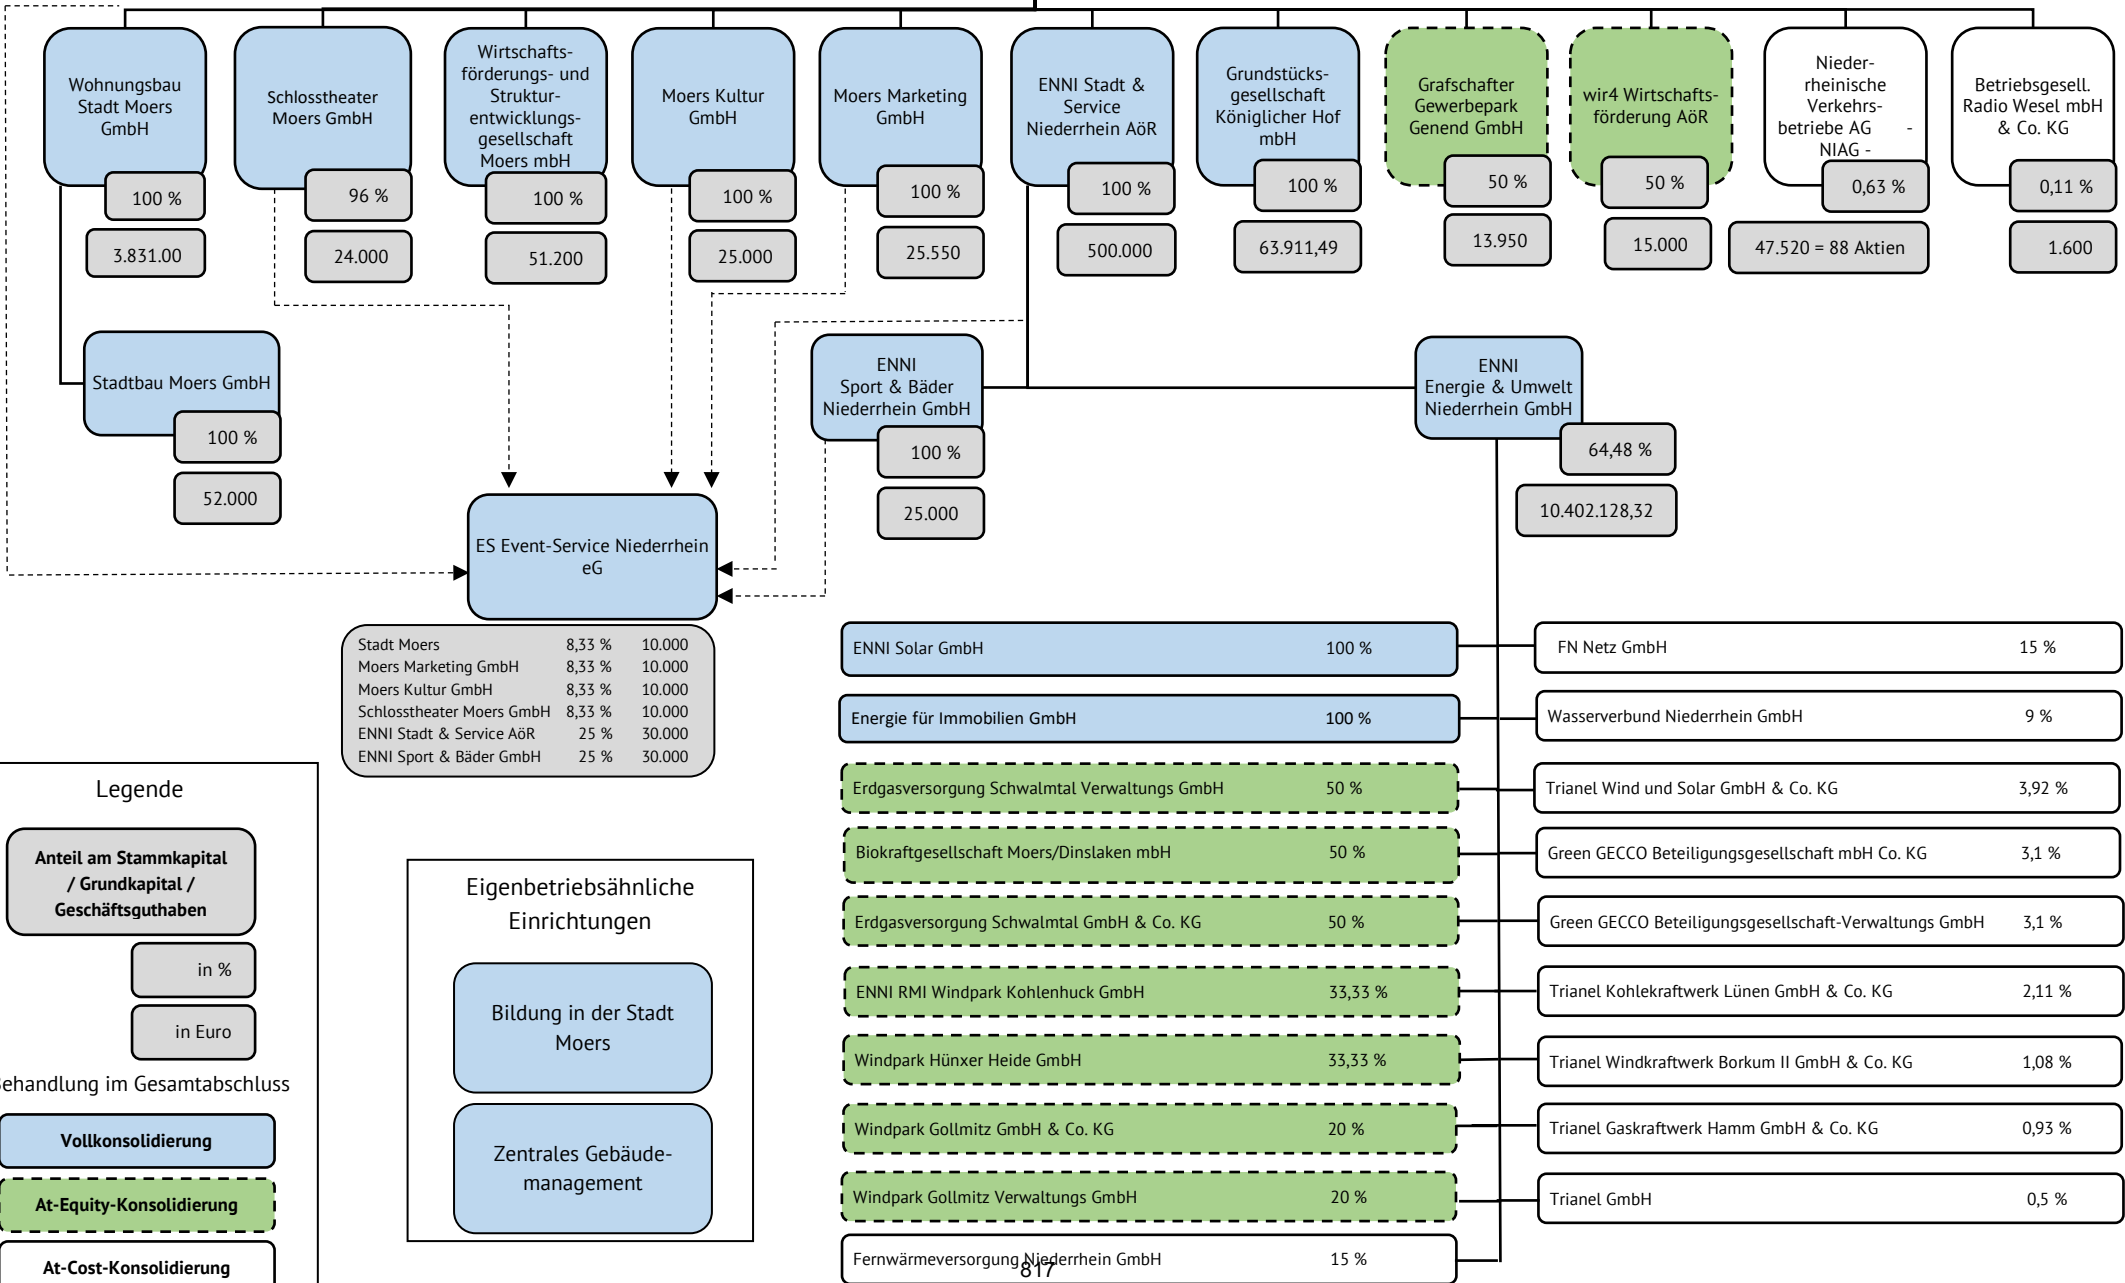 Wohnungsbau
Stadt Moers
GmbH
100 %
3.831.00
Schlosstheater
Moers GmbH
96 %
24.000
Wirtschafts-
förderungs- und
Struktur-
entwicklungs-
gesellschaft
Moers mbH
100 %
51.200
Moers Kultur
GmbH
100 %
25.000
Moers Marketing
GmbH
100 %
25.550
ENNI Stadt &
Service
Niederrhein AöR
100 %
500.000
Grundstücks-
gesellschaft
Königlicher Hof
mbH
100 %
63.911,49
Grafschafter
Gewerbepark
Genend GmbH
50 %
13.950
wir4 Wirtschafts-
förderung AöR
50 %
15.000
Nieder-
rheinische
Verkehrs-
betriebe AG -
NIAG -
0,63 %
47.520 = 88 Aktien
Betriebsgesell.
Radio Wesel mbH
& Co. KG
0,11 %
1.600
Stadtbau Moers GmbH
100 %
52.000
ENNI
Sport & Bäder
Niederrhein GmbH
100 %
25.000
ENNI
Energie & Umwelt
Niederrhein GmbH
64,48 %
10.402.128,32
ES Event-Service Niederrhein
eG
Stadt Moers 8,33 % 10.000
Moers Marketing GmbH 8,33 % 10.000
Moers Kultur GmbH 8,33 % 10.000
Schlosstheater Moers GmbH 8,33 % 10.000
ENNI Stadt & Service AöR 25 % 30.000
ENNI Sport & Bäder GmbH 25 % 30.000
ENNI Solar GmbH 100 %
Energie für Immobilien GmbH 100 %
Erdgasversorgung Schwalmtal Verwaltungs GmbH 50 %
Biokraftgesellschaft Moers/Dinslaken mbH 50 %
Erdgasversorgung Schwalmtal GmbH & Co. KG 50 %
ENNI RMI Windpark Kohlenhuck GmbH 33,33 %
Windpark Hünxer Heide GmbH 33,33 %
Windpark Gollmitz GmbH & Co. KG 20 %
Windpark Gollmitz Verwaltungs GmbH 20 %
Fernwärmeversorgung Niederrhein GmbH 15 %
FN Netz GmbH 15 %
Wasserverbund Niederrhein GmbH 9 %
Trianel Wind und Solar GmbH & Co. KG 3,92 %
Green GECCO Beteiligungsgesellschaft mbH Co. KG 3,1 %
Green GECCO Beteiligungsgesellschaft-Verwaltungs GmbH 3,1 %
Trianel Kohlekraftwerk Lünen GmbH & Co. KG 2,11 %
Trianel Windkraftwerk Borkum II GmbH & Co. KG 1,08 %
Trianel Gaskraftwerk Hamm GmbH & Co. KG 0,93 %
Trianel GmbH 0,5 %
Legende
Anteil am Stammkapital
/ Grundkapital /
Geschäftsguthaben
in %
in Euro
Behandlung im Gesamtabschluss
Vollkonsolidierung
At-Equity-Konsolidierung
At-Cost-Konsolidierung
Eigenbetriebsähnliche
Einrichtungen
Bildung in der Stadt
Moers
Zentrales Gebäude-
management
817